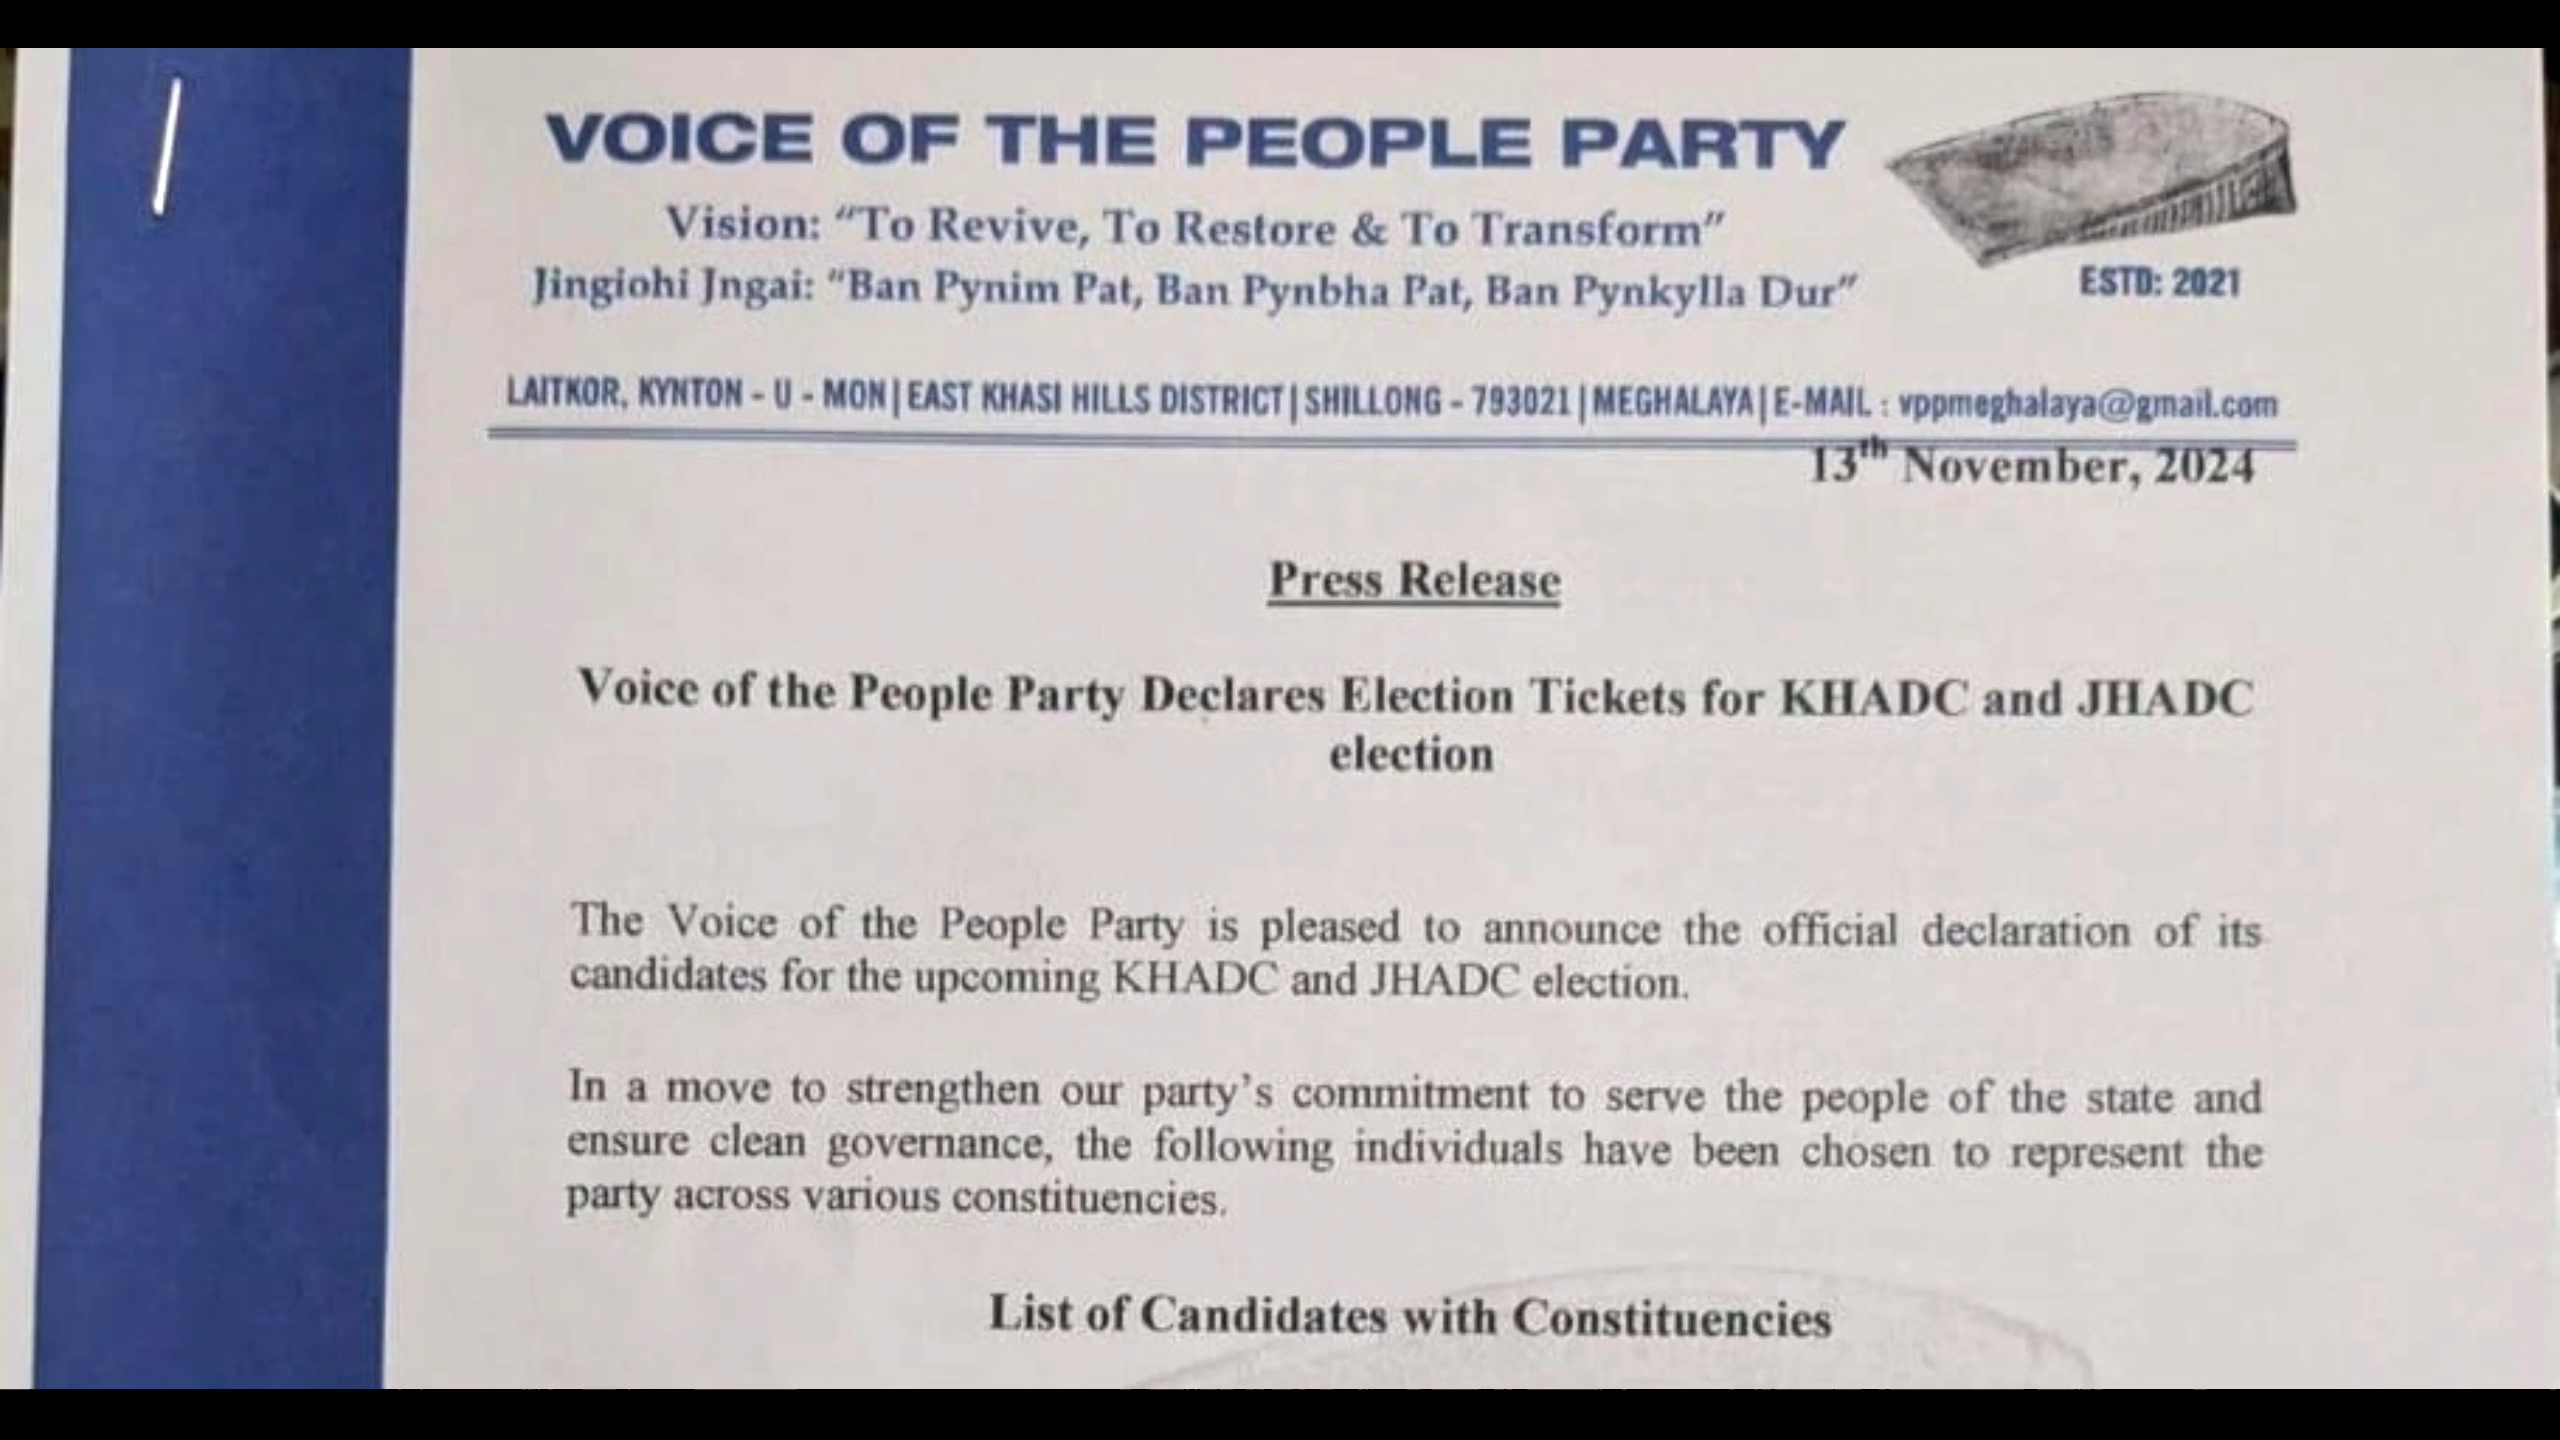 VOICE OF THE PEOPLE PARTY
Vision: “To Revive, To Restore & To Transform”
Jingiohi Jngai: “Ban Pynim Pat, Ban Pynbha Pat, Ban Pynkylla Dur”
ESTD: 2021
LAITKOR, KYNTON - U - MON | EAST KHASI HILLS DISTRICT | SHILLONG - 793021 | MEGHALAYA | E-MAIL : vppmeghalaya@gmail.com
13th November, 2024
Press Release
Voice of the People Party Declares Election Tickets for KHADC and JHADC
election
The Voice of the People Party is pleased to announce the official declaration of its
candidates for the upcoming KHADC and JHADC election.
In a move to strengthen our party’s commitment to serve the people of the state and
ensure clean governance, the following individuals have been chosen to represent the
party across various constituencies.
List of Candidates with Constituencies